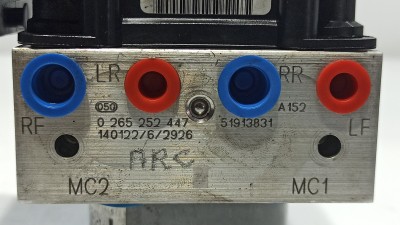 LR RR
050 A152
RF 0 265 252 447 51913831 LF
140122/6/2926
ARC
MC2 MC1